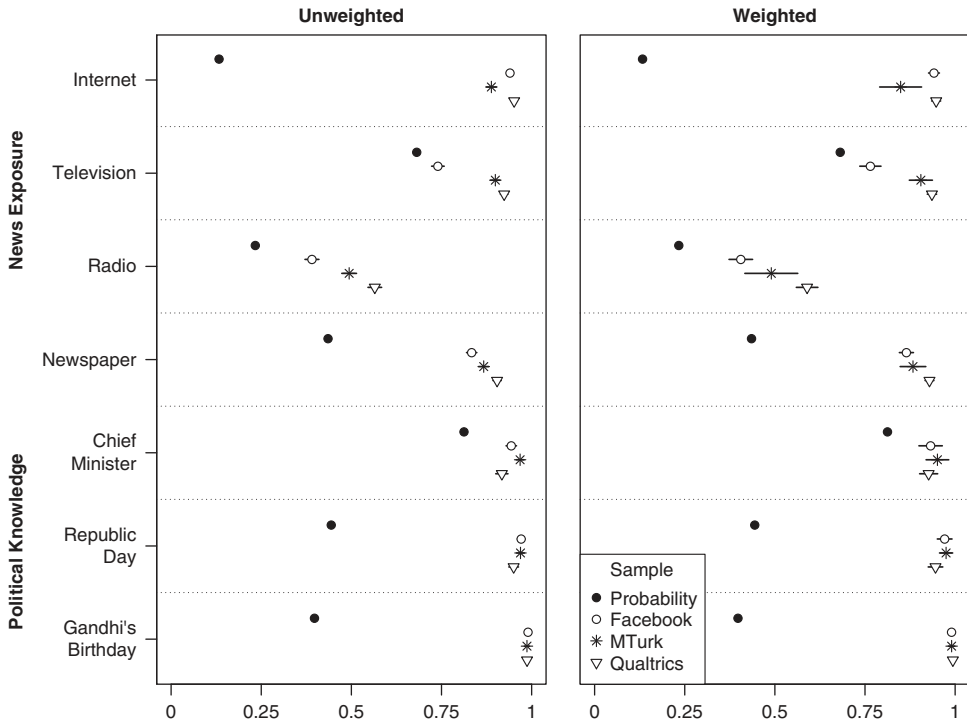 Unweighted
Weighted
News Exposure
Internet
Television
Radio
Newspaper
Political Knowledge
Chief
Minister
Republic
Day
Gandhi's
Birthday
Sample
Probability
Facebook
MTurk
Qualtrics
0 0.25 0.5 0.75 1
0 0.25 0.5 0.75 1